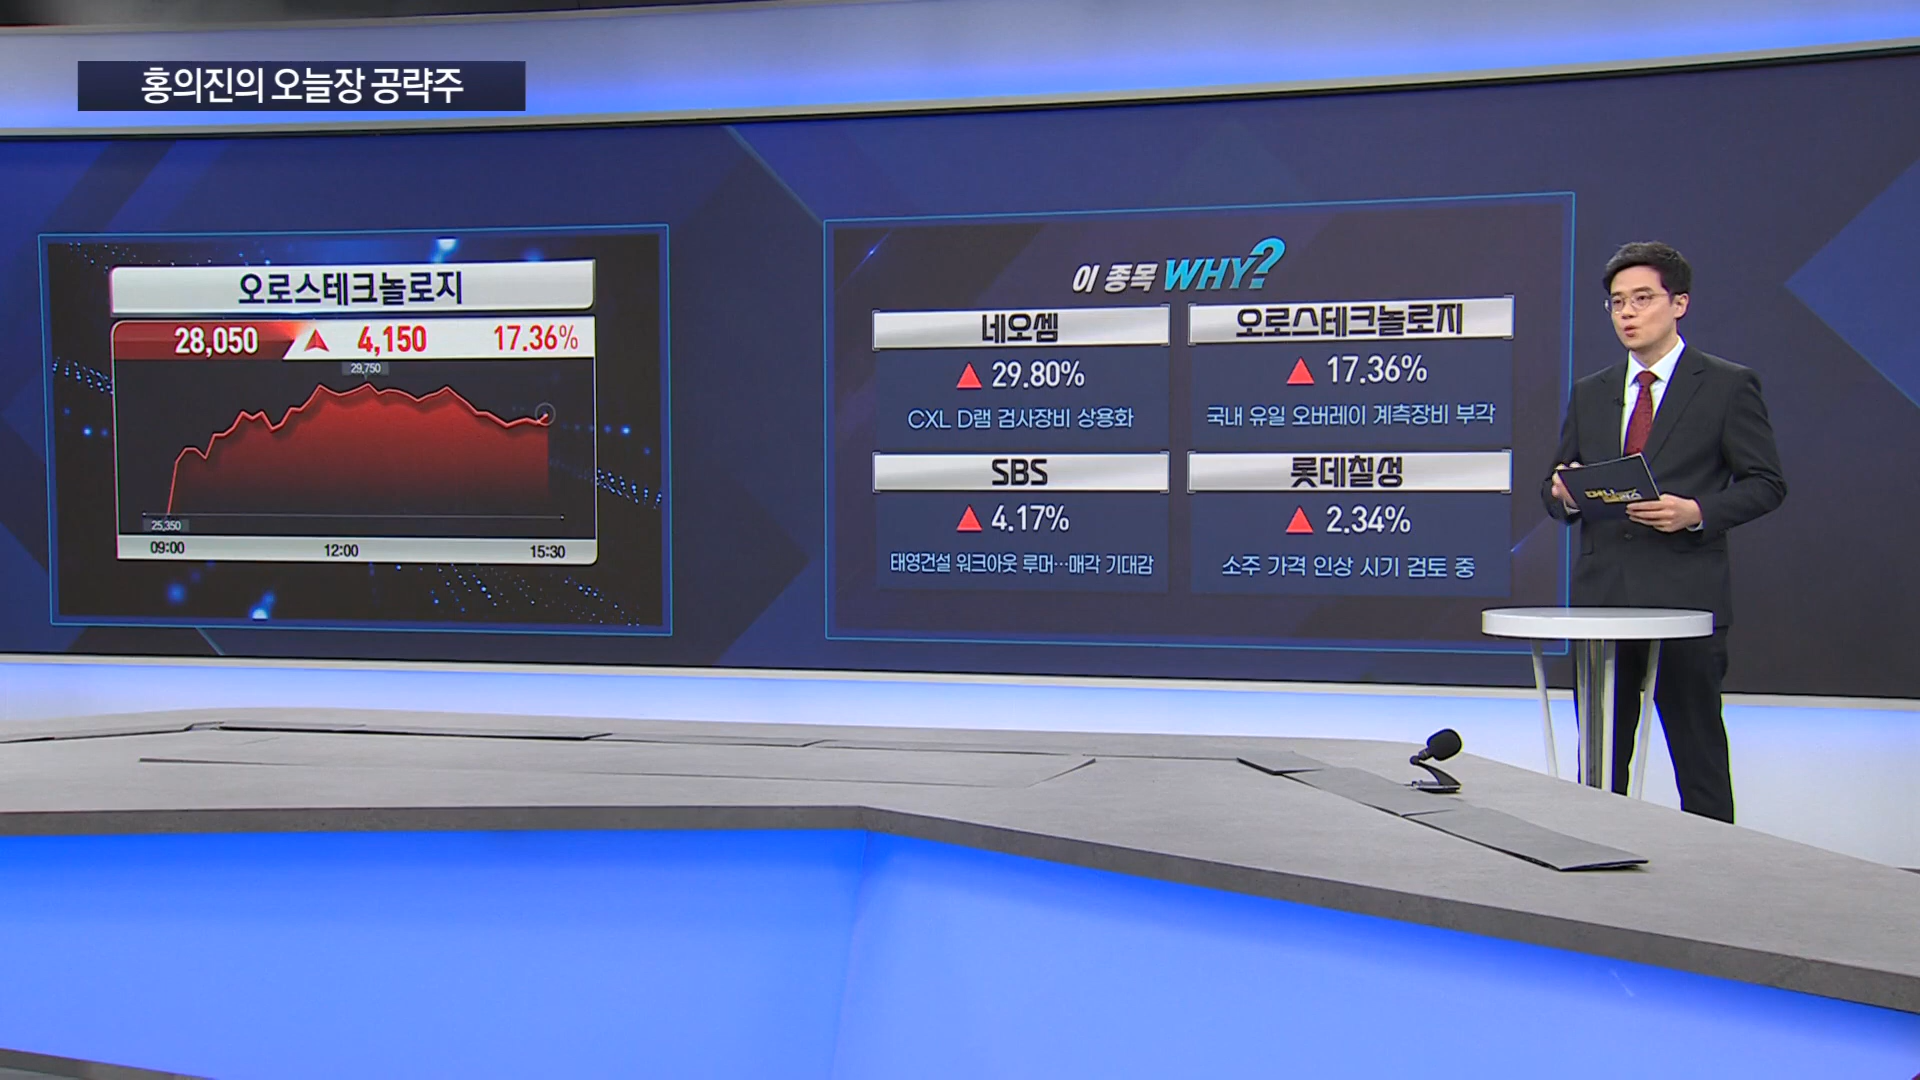 홍의진의 오늘장 공략주
오로스테크놀로지
28,050 ▲ 4,150 17.36%
29,750
25,350
09:00 12:00 15:30
이 종목 WHY?
네오셈
▲ 29.80%
CXL D램 검사장비 상용화
오로스테크놀로지
▲ 17.36%
국내 유일 오버레이 계측장비 부각
SBS
▲ 4.17%
태영건설 워크아웃 루머…매각 기대감
롯데칠성
▲ 2.34%
소주 가격 인상 시기 검토 중
머니플러스